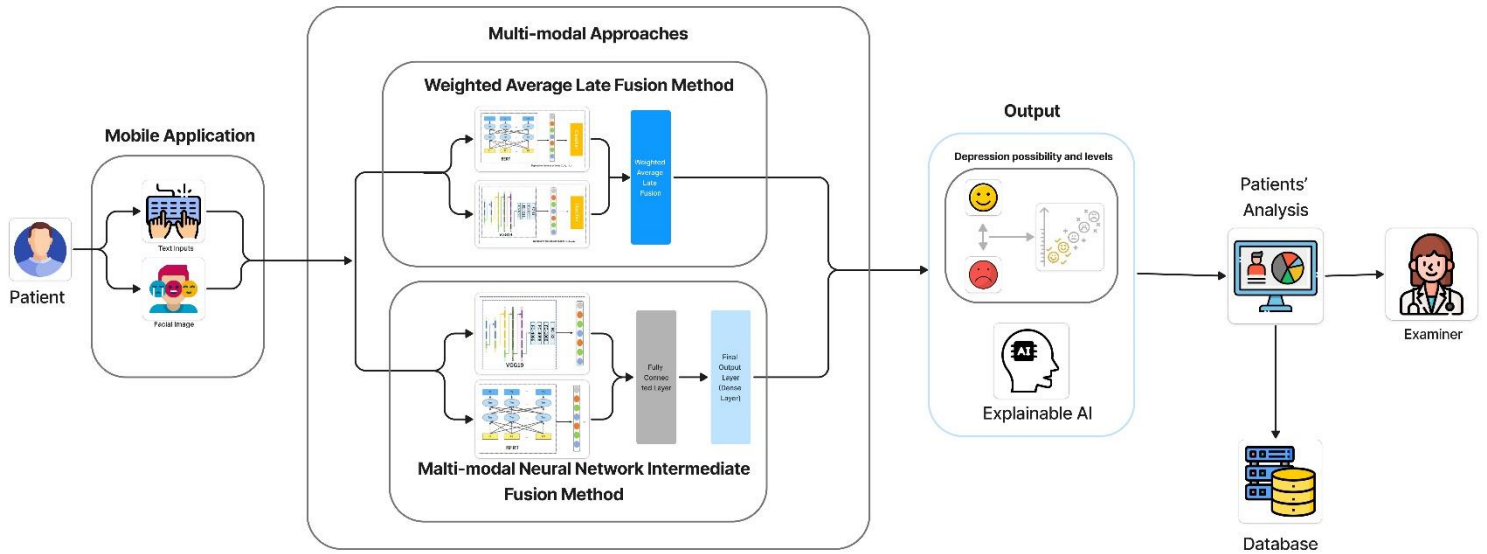 Multi-modal Approaches
Weighted Average Late Fusion Method
Mobile Application
Output
BERT
Weighted
Average
Late
Fusion
Depression possibility and levels
Patients’
Analysis
Text Inputs
Patient
Facial Image
VGG19
Fully
Connec
ted Layer
Final
Output
Layer
(Dense
Layer)
AI
Explainable AI
Examiner
BERT
Malti-modal Neural Network Intermediate
Fusion Method
Database